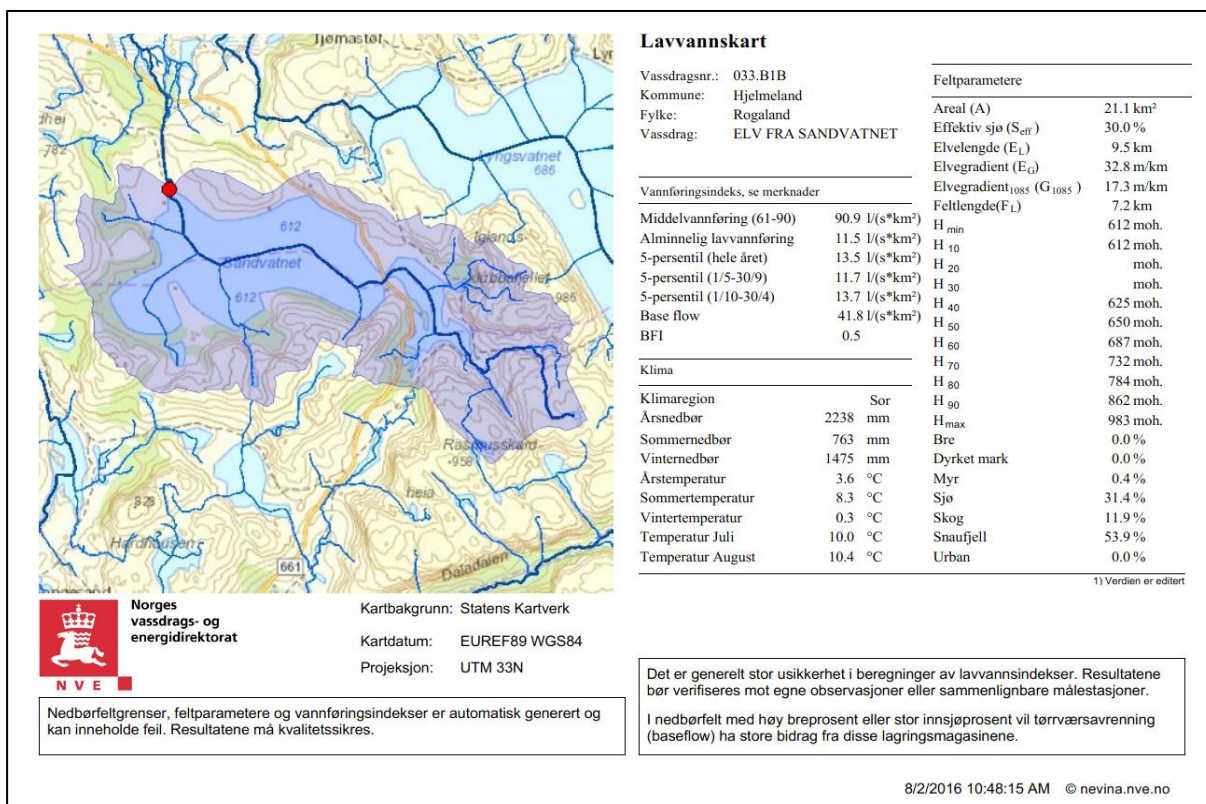 Tjørnastøl
Lyn
dhei
782
Lyngsvatnet
686
612
Iglands-
Sandvatnet
nubbafjellet
612
986
Rasmusskard
958
heia
828
Hardhousen
661
Daladalen
Lavvannskart
Vassdragsnr.: 033.B1B
Kommune: Hjelmeland
Fylke: Rogaland
Vassdrag: ELV FRA SANDVATNET
Vannføringsindeks, se merknader
Middelvannføring (61-90) 90.9 l/(s*km²)
Alminnelig lavvannføring 11.5 l/(s*km²)
5-persentil (hele året) 13.5 l/(s*km²)
5-persentil (1/5-30/9) 11.7 l/(s*km²)
5-persentil (1/10-30/4) 13.7 l/(s*km²)
Base flow 41.8 l/(s*km²)
BFI 0.5
Klima
Klimaregion Sor
Årsnedbør 2238 mm
Sommernedbør 763 mm
Vinternedbør 1475 mm
Årstemperatur 3.6 °C
Sommertemperatur 8.3 °C
Vintertemperatur 0.3 °C
Temperatur Juli 10.0 °C
Temperatur August 10.4 °C
Feltparametere
Areal (A) 21.1 km²
Effektiv sjø (Seff) 30.0 %
Elvelengde (EL) 9.5 km
Elvegradient (EG) 32.8 m/km
Elvegradient1085 (G1085) 17.3 m/km
Feltlengde(FL) 7.2 km
H min 612 moh.
H 10 612 moh.
H 20 moh.
H 30 moh.
H 40 625 moh.
H 50 650 moh.
H 60 687 moh.
H 70 732 moh.
H 80 784 moh.
H 90 862 moh.
H max 983 moh.
Bre 0.0 %
Dyrket mark 0.0 %
Myr 0.4 %
Sjø 31.4 %
Skog 11.9 %
Snaufjell 53.9 %
Urban 0.0 %
1) Verdien er editert
Norges
vassdrags- og
energidirektorat
NVE
Kartbakgrunn: Statens Kartverk
Kartdatum: EUREF89 WGS84
Projeksjon: UTM 33N
Nedbørfeltgrenser, feltparametere og vannføringsindekser er automatisk generert og
kan inneholde feil. Resultatene må kvalitetssikres.
Det er generelt stor usikkerhet i beregninger av lavvannsindekser. Resultatene
bør verifiseres mot egne observasjoner eller sammenlignbare målestasjoner.
I nedbørfelt med høy breprosent eller stor innsjøprosent vil tørrværsavrenning
(baseflow) ha store bidrag fra disse lagringsmagasinene.
8/2/2016 10:48:15 AM © nevina.nve.no